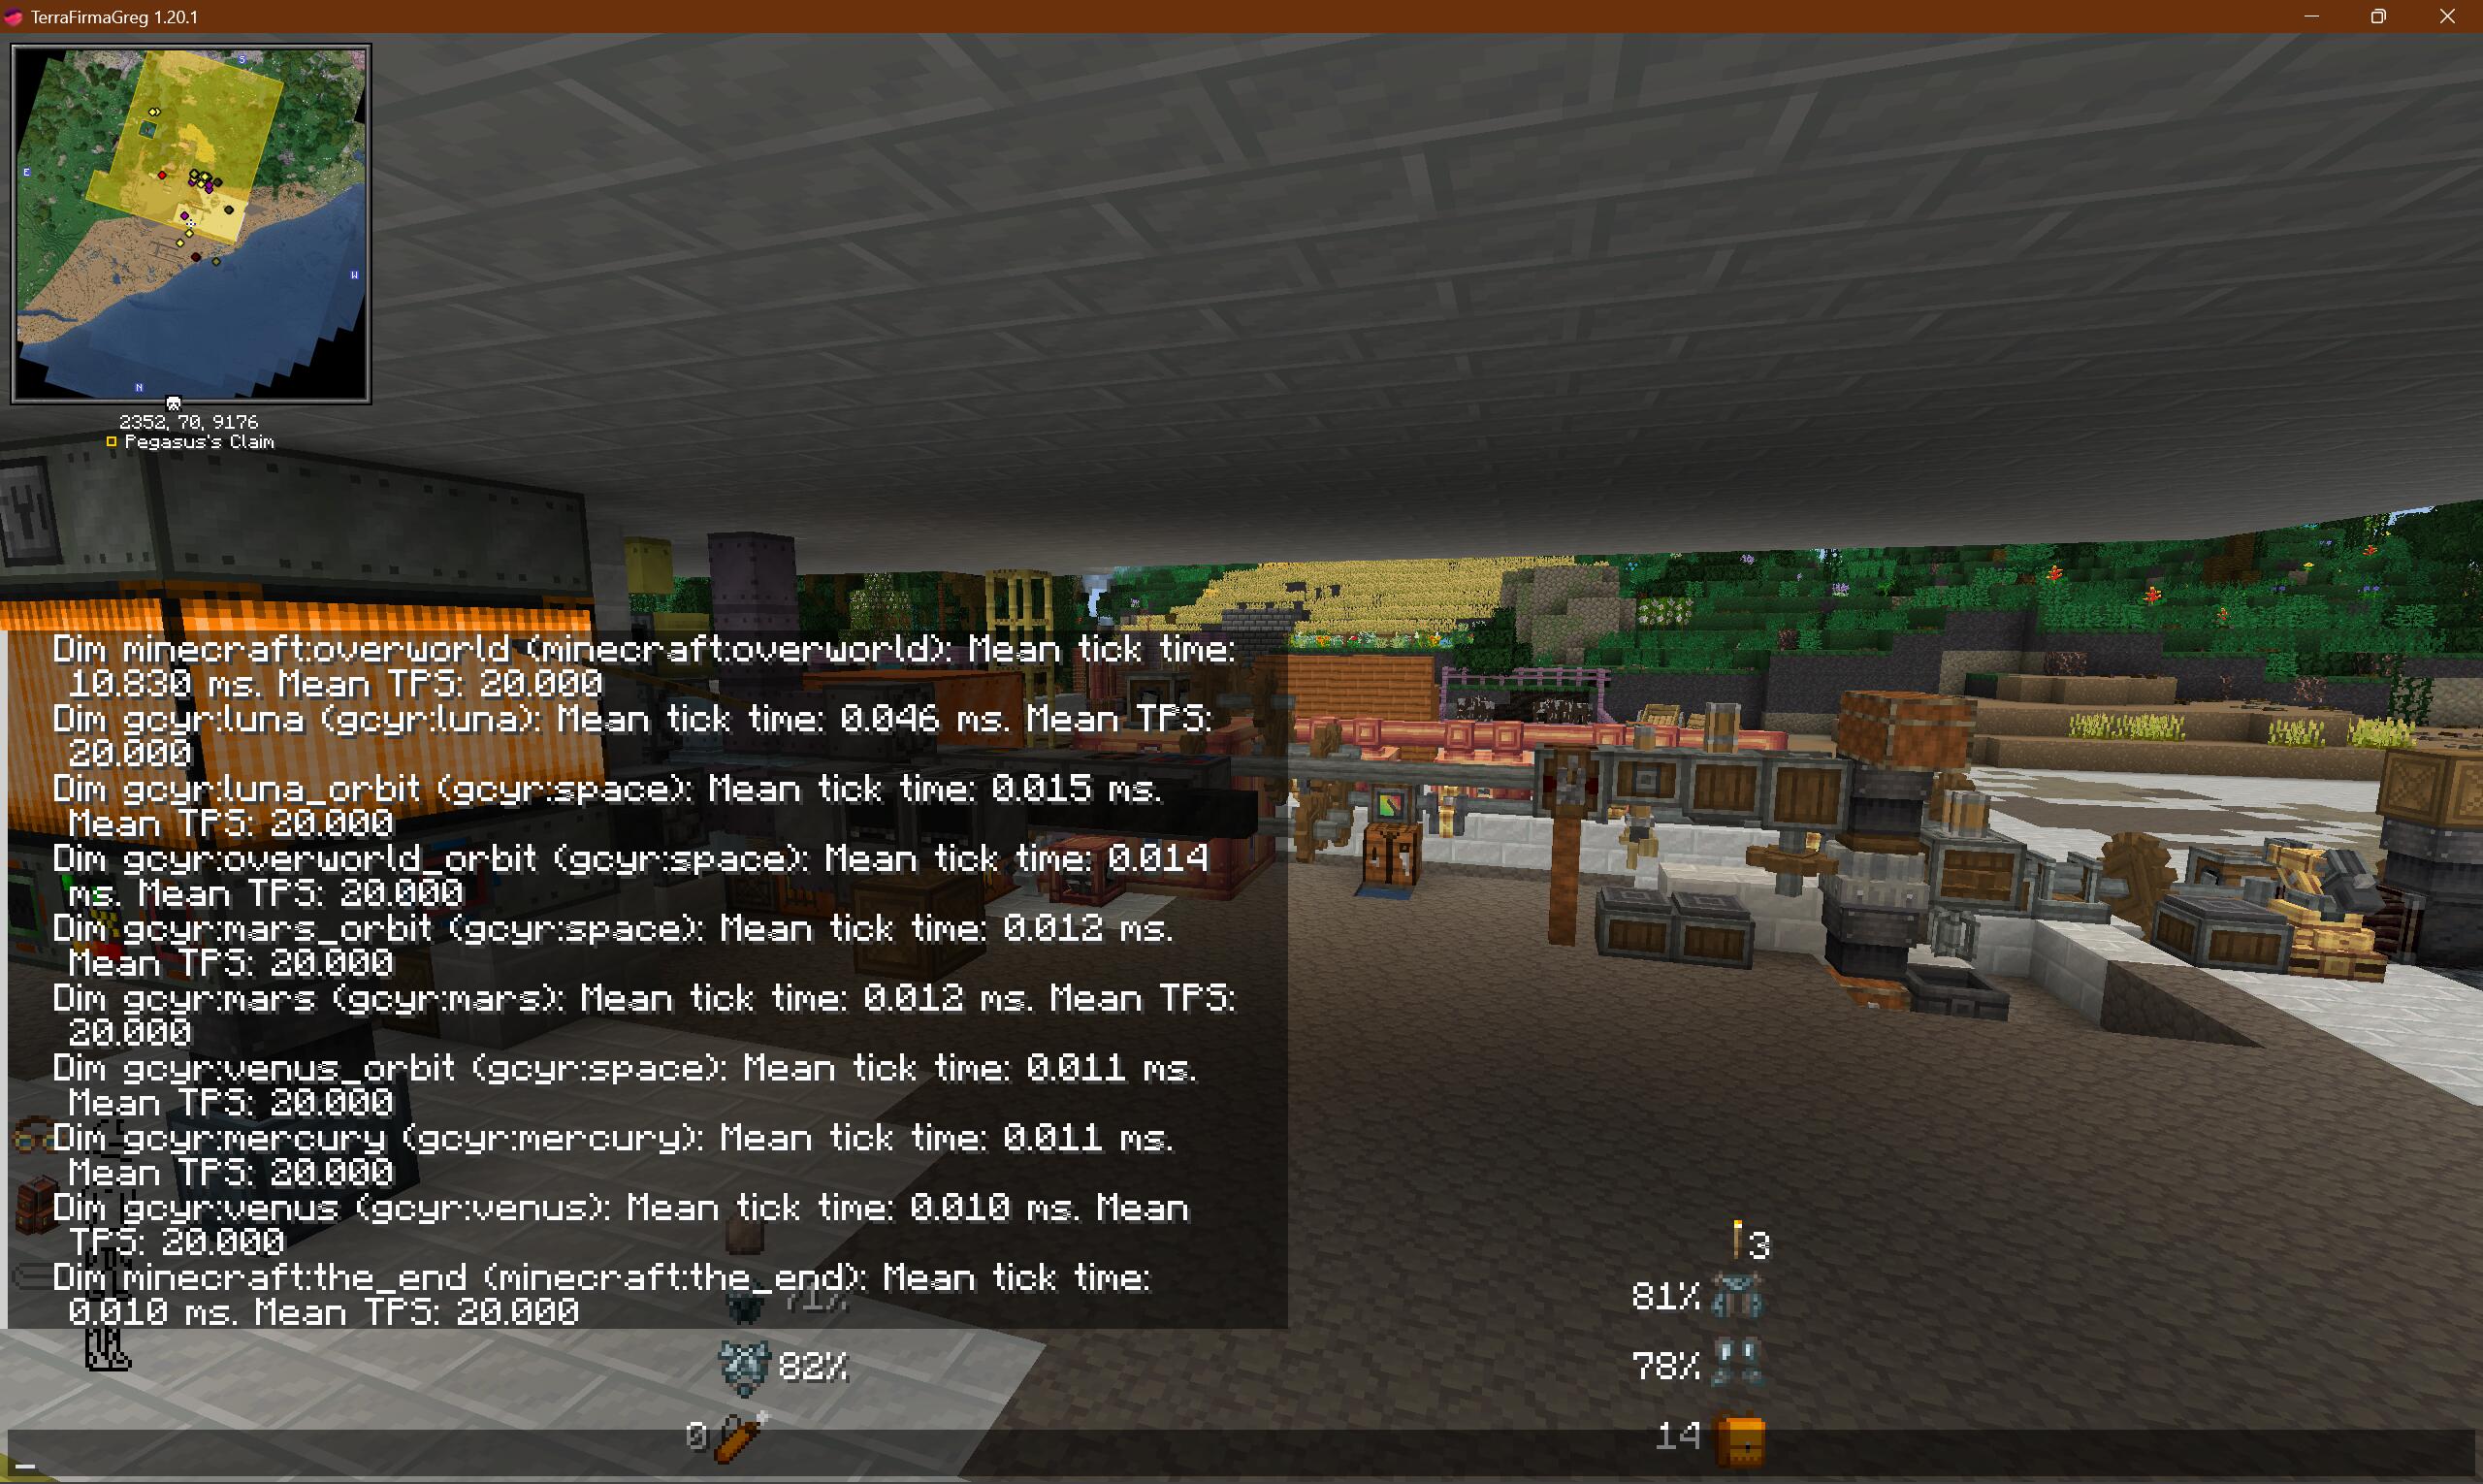 TerraFirmaGreg 1.20.1
S
E
W
N
2352, 70, 9176
Pegasus's Claim
Dim minecraft:overworld (minecraft:overworld): Mean tick time:
10.830 ms. Mean TPS: 20.000
Dim gcyr:luna (gcyr:luna): Mean tick time: 0.046 ms. Mean TPS:
20.000
Dim gcyr:luna_orbit (gcyr:space): Mean tick time: 0.015 ms.
Mean TPS: 20.000
Dim gcyr:overworld_orbit (gcyr:space): Mean tick time: 0.014
ms. Mean TPS: 20.000
Dim gcyr:mars_orbit (gcyr:space): Mean tick time: 0.012 ms.
Mean TPS: 20.000
Dim gcyr:mars (gcyr:mars): Mean tick time: 0.012 ms. Mean TPS:
20.000
Dim gcyr:venus_orbit (gcyr:space): Mean tick time: 0.011 ms.
Mean TPS: 20.000
Dim gcyr:mercury (gcyr:mercury): Mean tick time: 0.011 ms.
Mean TPS: 20.000
Dim gcyr:venus (gcyr:venus): Mean tick time: 0.010 ms. Mean
TPS: 20.000
Dim minecraft:the_end (minecraft:the_end): Mean tick time:
0.010 ms. Mean TPS: 20.000
3
71%
81%
82%
78%
0
14